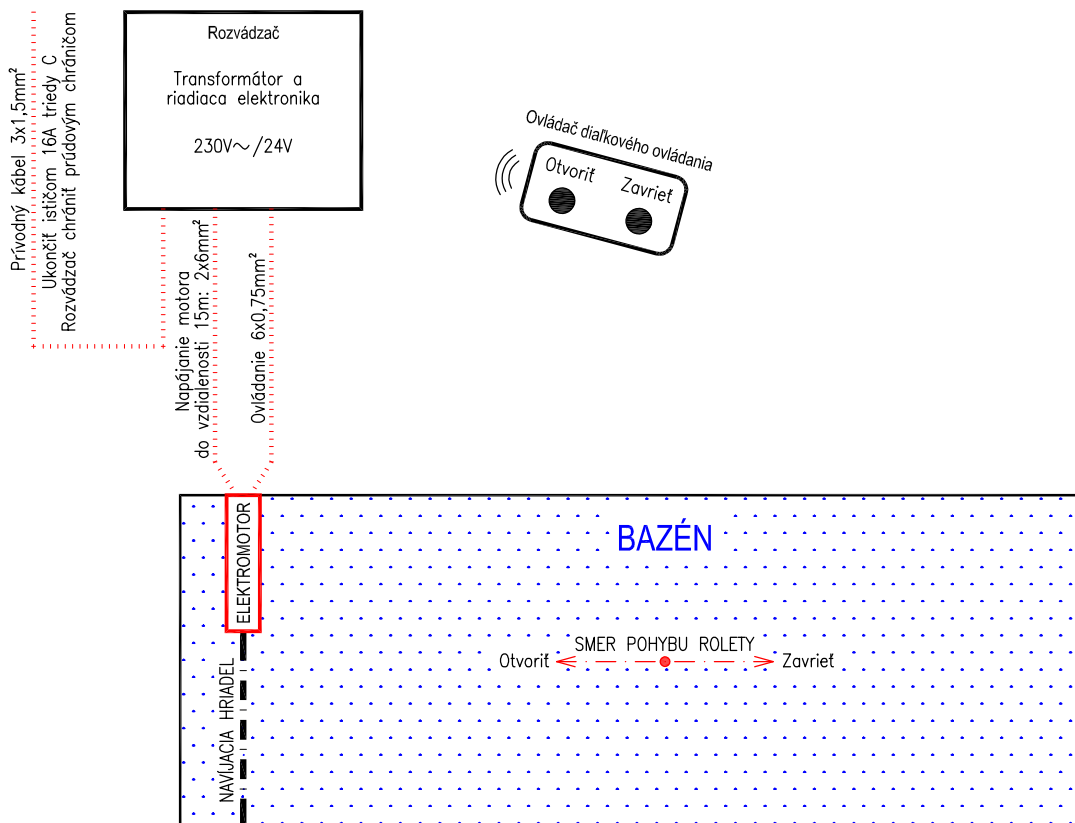 Prívodný kábel 3x1,5mm²
Ukončiť ističom 16A triedy C
Rozvádzač chrániť prúdovým chráničom
Rozvádzač
Transformátor a
riadiaca elektronika
230V~/24V
Ovládač diaľkového ovládania
Otvoriť
Zavrieť
Napájanie motora
do vzdialenosti 15m: 2x6mm²
Ovládanie 6x0,75mm²
ELEKTROMOTOR
BAZÉN
SMER POHYBU ROLETY
Otvoriť
Zavrieť
NAVÍJACIA HRIADEL